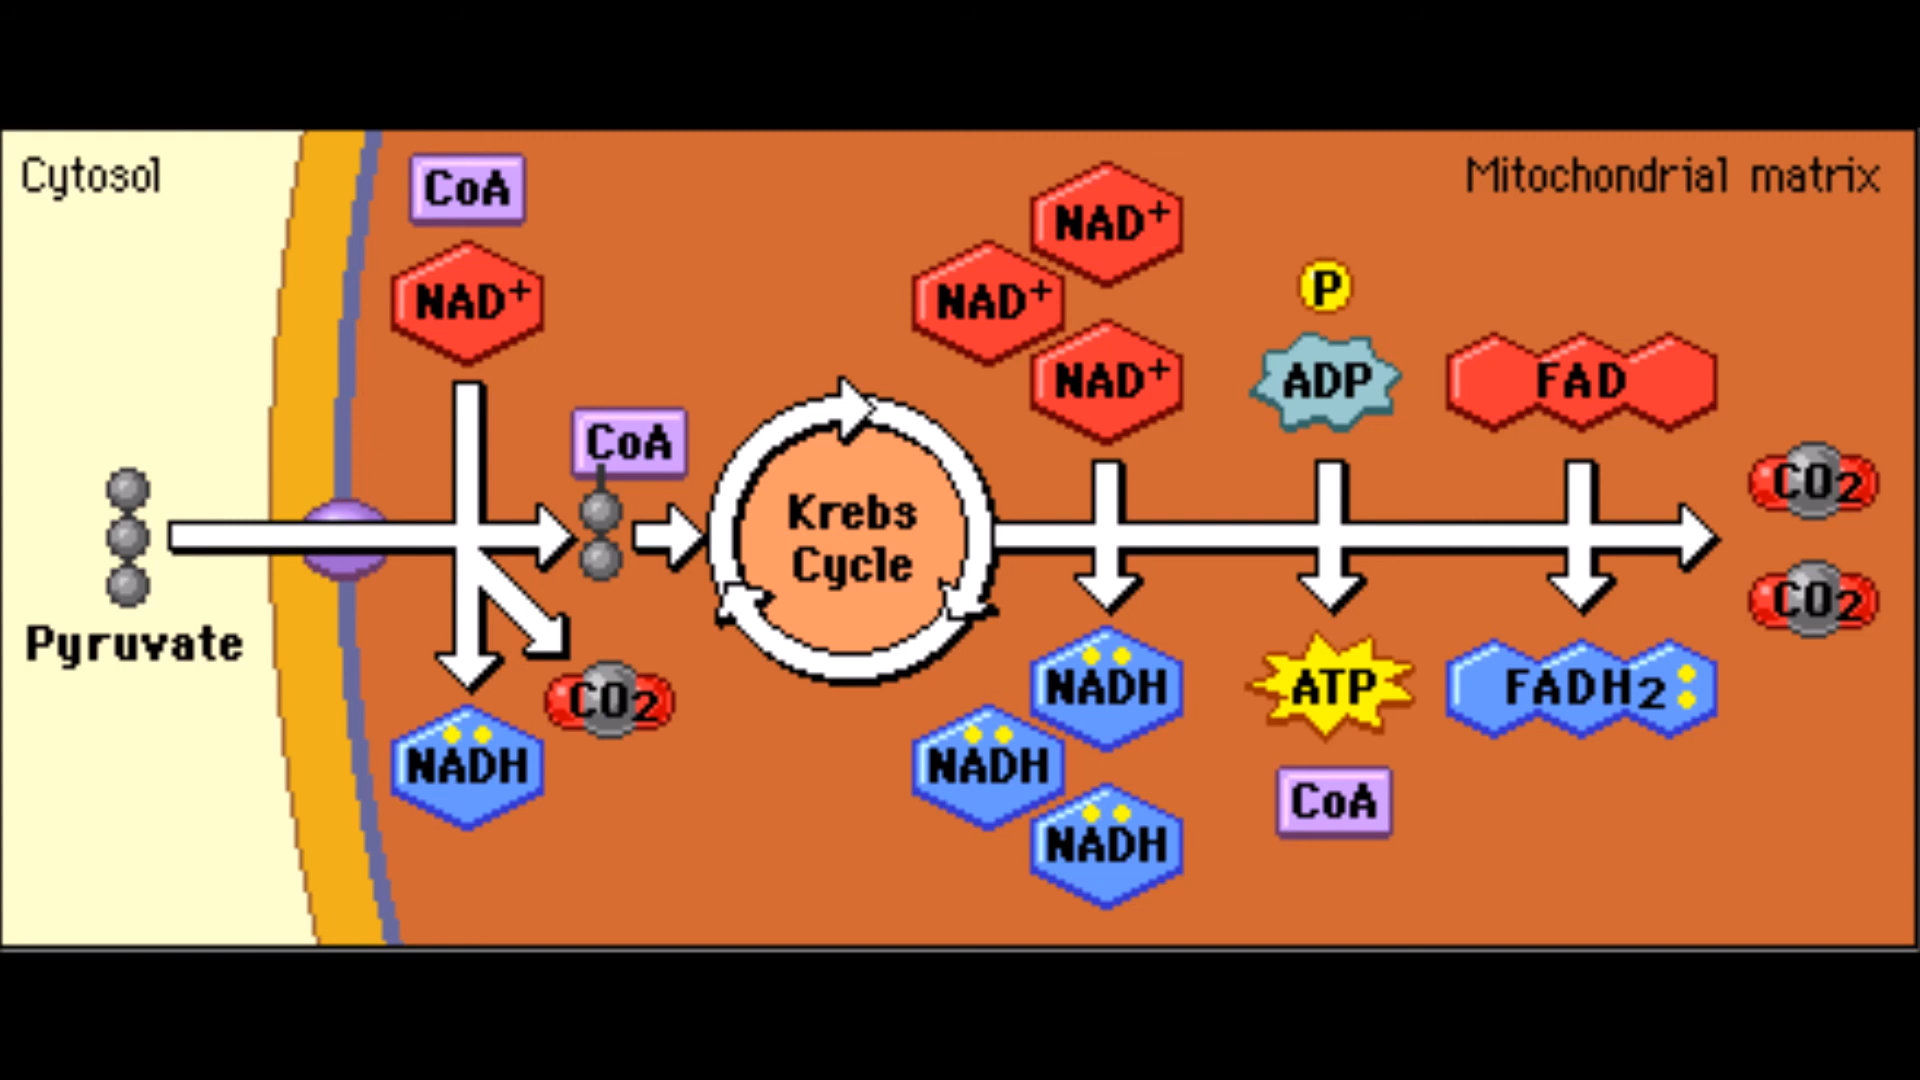 Cytosol
Mitochondrial matrix
CoA
NAD+
NAD+
NAD+
NAD+
P
ADP
FAD
CoA
CO2
Krebs
Cycle
CO2
Pyruvate
CO2
NADH
NADH
NADH
NADH
ATP
FADH2
CoA